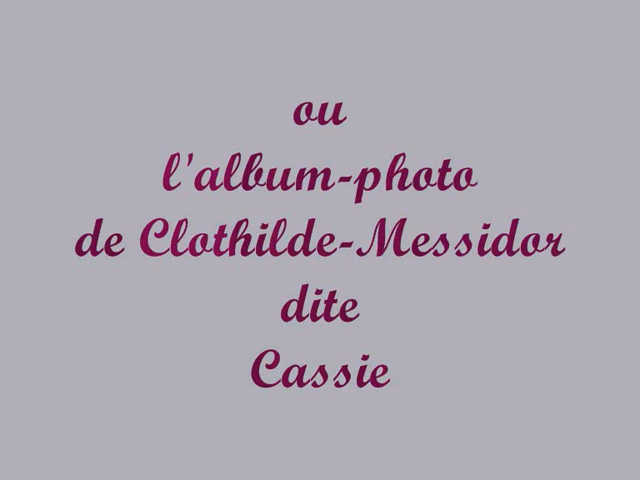 ou
l'album-photo
de Clothilde-Messidor
dite
Cassie